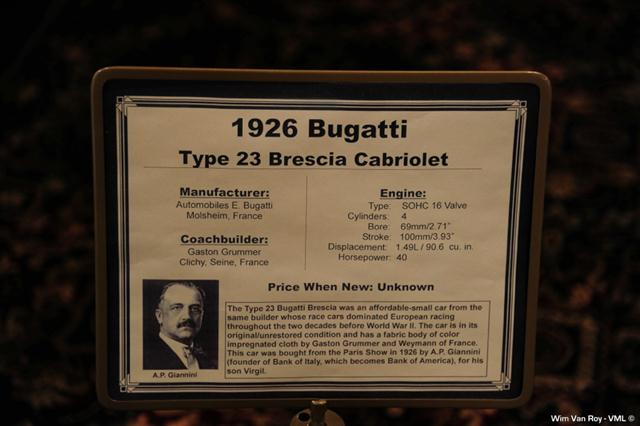 1926 Bugatti
Type 23 Brescia Cabriolet
Manufacturer:
Automobiles E. Bugatti
Molsheim, France
Coachbuilder:
Gaston Grummer
Clichy, Seine, France
Engine:
Type: SOHC 16 Valve
Cylinders: 4
Bore: 69mm/2.71"
Stroke: 100mm/3.93"
Displacement: 1.49L / 90.6 cu. in.
Horsepower: 40
Price When New: Unknown
The Type 23 Bugatti Brescia was an affordable-small car from the
same builder whose race cars dominated European racing
throughout the two decades before World War II. The car is in its
original/unrestored condition and has a fabric body of color
impregnated cloth by Gaston Grummer and Weymann of France.
This car was bought from the Paris Show in 1926 by A.P. Giannini
(founder of Bank of Italy, which becomes Bank of America), for his
son Virgil.
A.P. Giannini
Wim Van Roy - VML ©